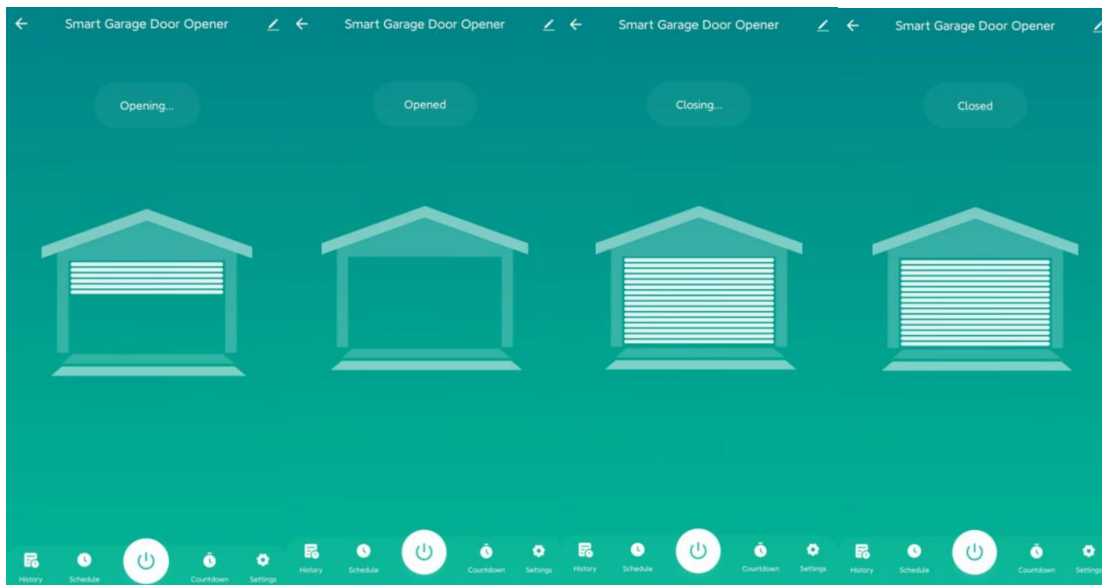 Smart Garage Door Opener
Opening...
History
Schedule
Countdown
Settings
Smart Garage Door Opener
Opened
History
Schedule
Countdown
Settings
Smart Garage Door Opener
Closing...
History
Schedule
Countdown
Settings
Smart Garage Door Opener
Closed
History
Schedule
Countdown
Settings